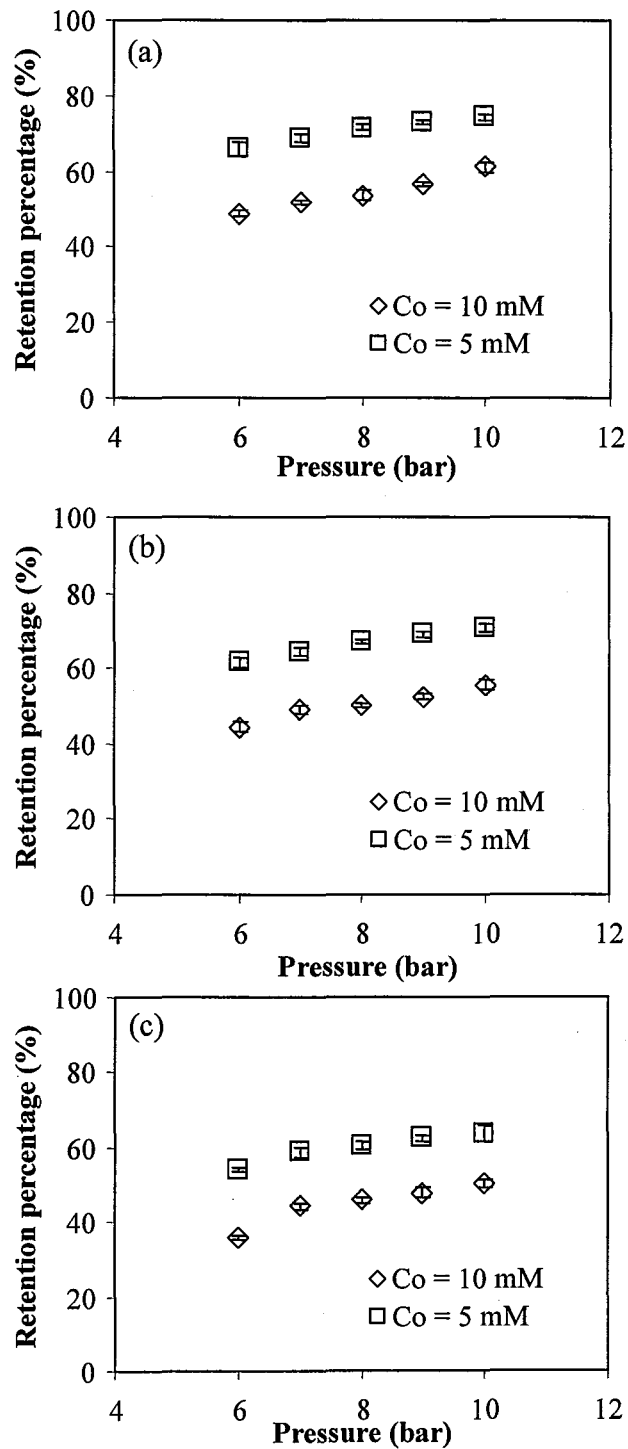 (a)
Retention percentage (%)
100
80
60
40
20
0
Co = 10 mM
Co = 5 mM
4 6 8 10 12
Pressure (bar)
(b)
Retention percentage (%)
100
80
60
40
20
0
Co = 10 mM
Co = 5 mM
4 6 8 10 12
Pressure (bar)
(c)
Retention percentage (%)
100
80
60
40
20
0
Co = 10 mM
Co = 5 mM
4 6 8 10 12
Pressure (bar)